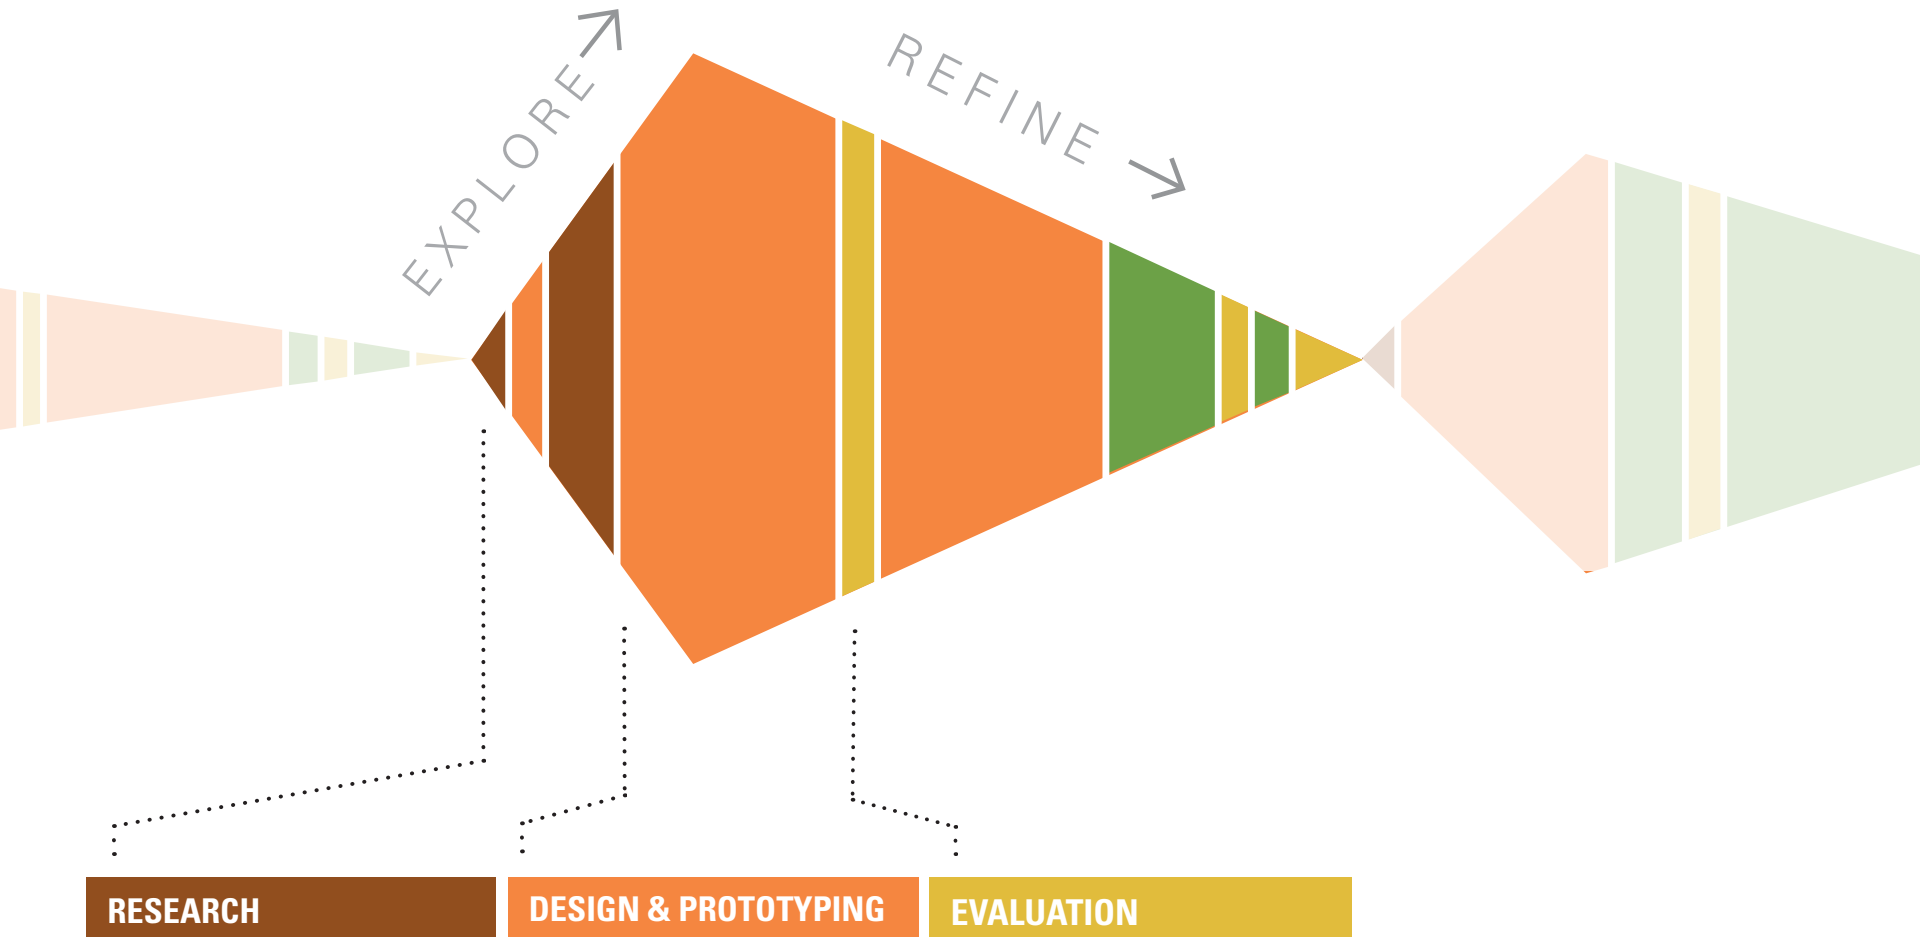 EXPLORE
REFINE
RESEARCH
DESIGN & PROTOTYPING
EVALUATION